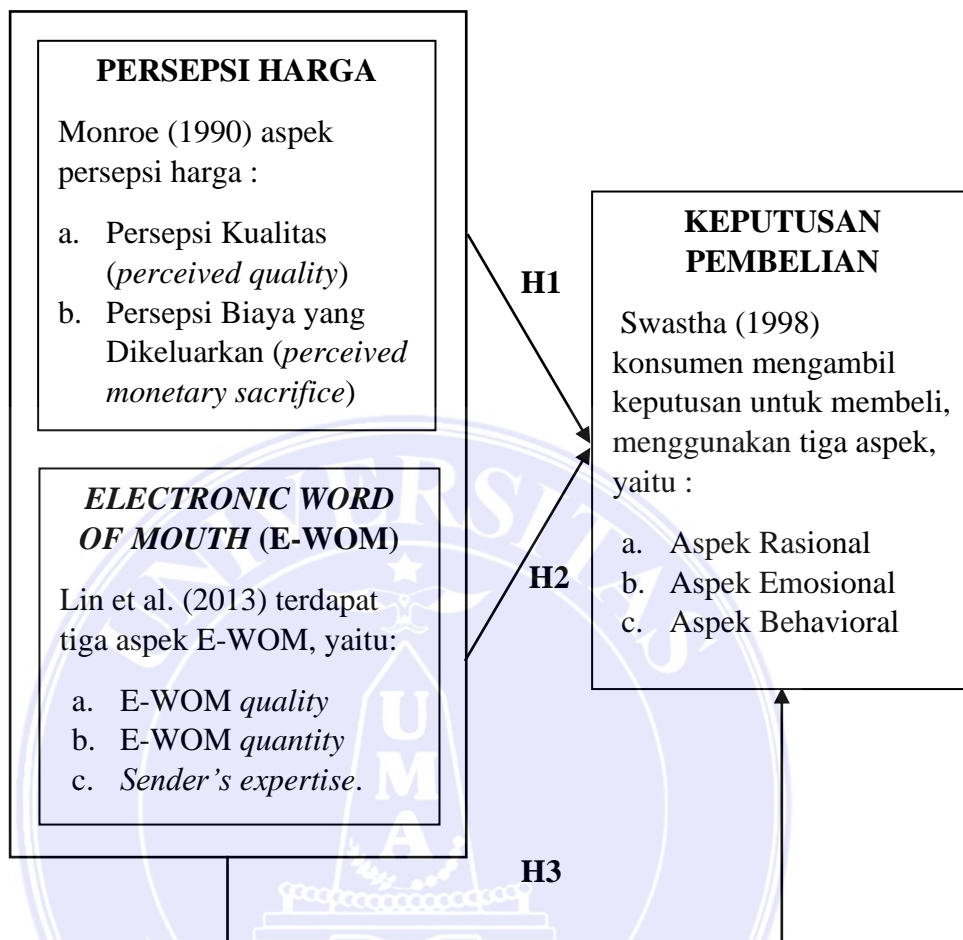 PERSEPSI HARGA
Monroe (1990) aspek
persepsi harga :
a. Persepsi Kualitas
(perceived quality)
b. Persepsi Biaya yang
Dikeluarkan (perceived
monetary sacrifice)
ELECTRONIC WORD
OF MOUTH (E-WOM)
Lin et al. (2013) terdapat
tiga aspek E-WOM, yaitu:
a. E-WOM quality
b. E-WOM quantity
c. Sender's expertise.
H1
H2
H3
KEPUTUSAN
PEMBELIAN
Swastha (1998)
konsumen mengambil
keputusan untuk membeli,
menggunakan tiga aspek,
yaitu :
a. Aspek Rasional
b. Aspek Emosional
c. Aspek Behavioral
UNIVERSITAS
U
M
A